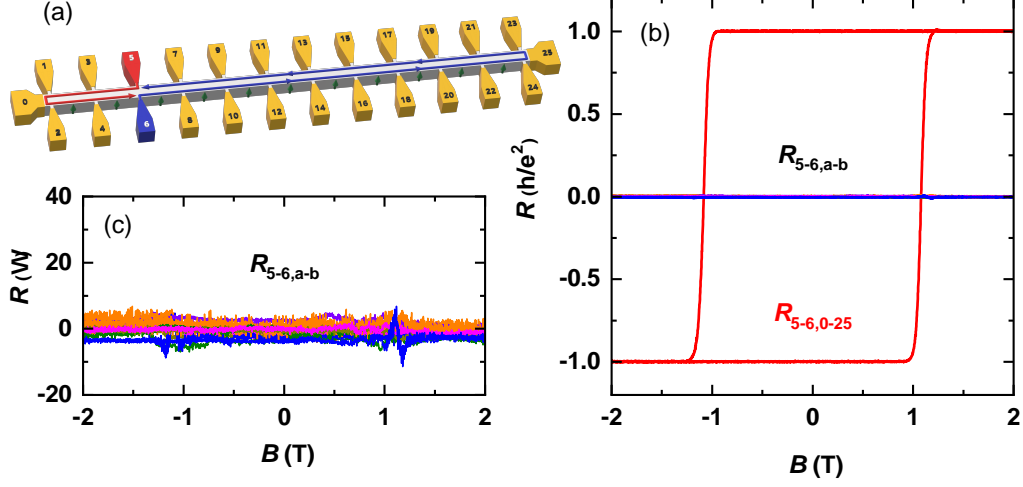 (a)
1 3 5 7 9 11 13 15 17 19 21 23
0 25
2 4 6 8 10 12 14 16 18 20 22 24
(b)
R (h/e²)
1.0
0.5
0.0
-0.5
-1.0
R5-6,a-b
R5-6,0-25
-2 -1 0 1 2
B (T)
(c)
R (W)
40
20
0
-20
R5-6,a-b
-2 -1 0 1 2
B (T)